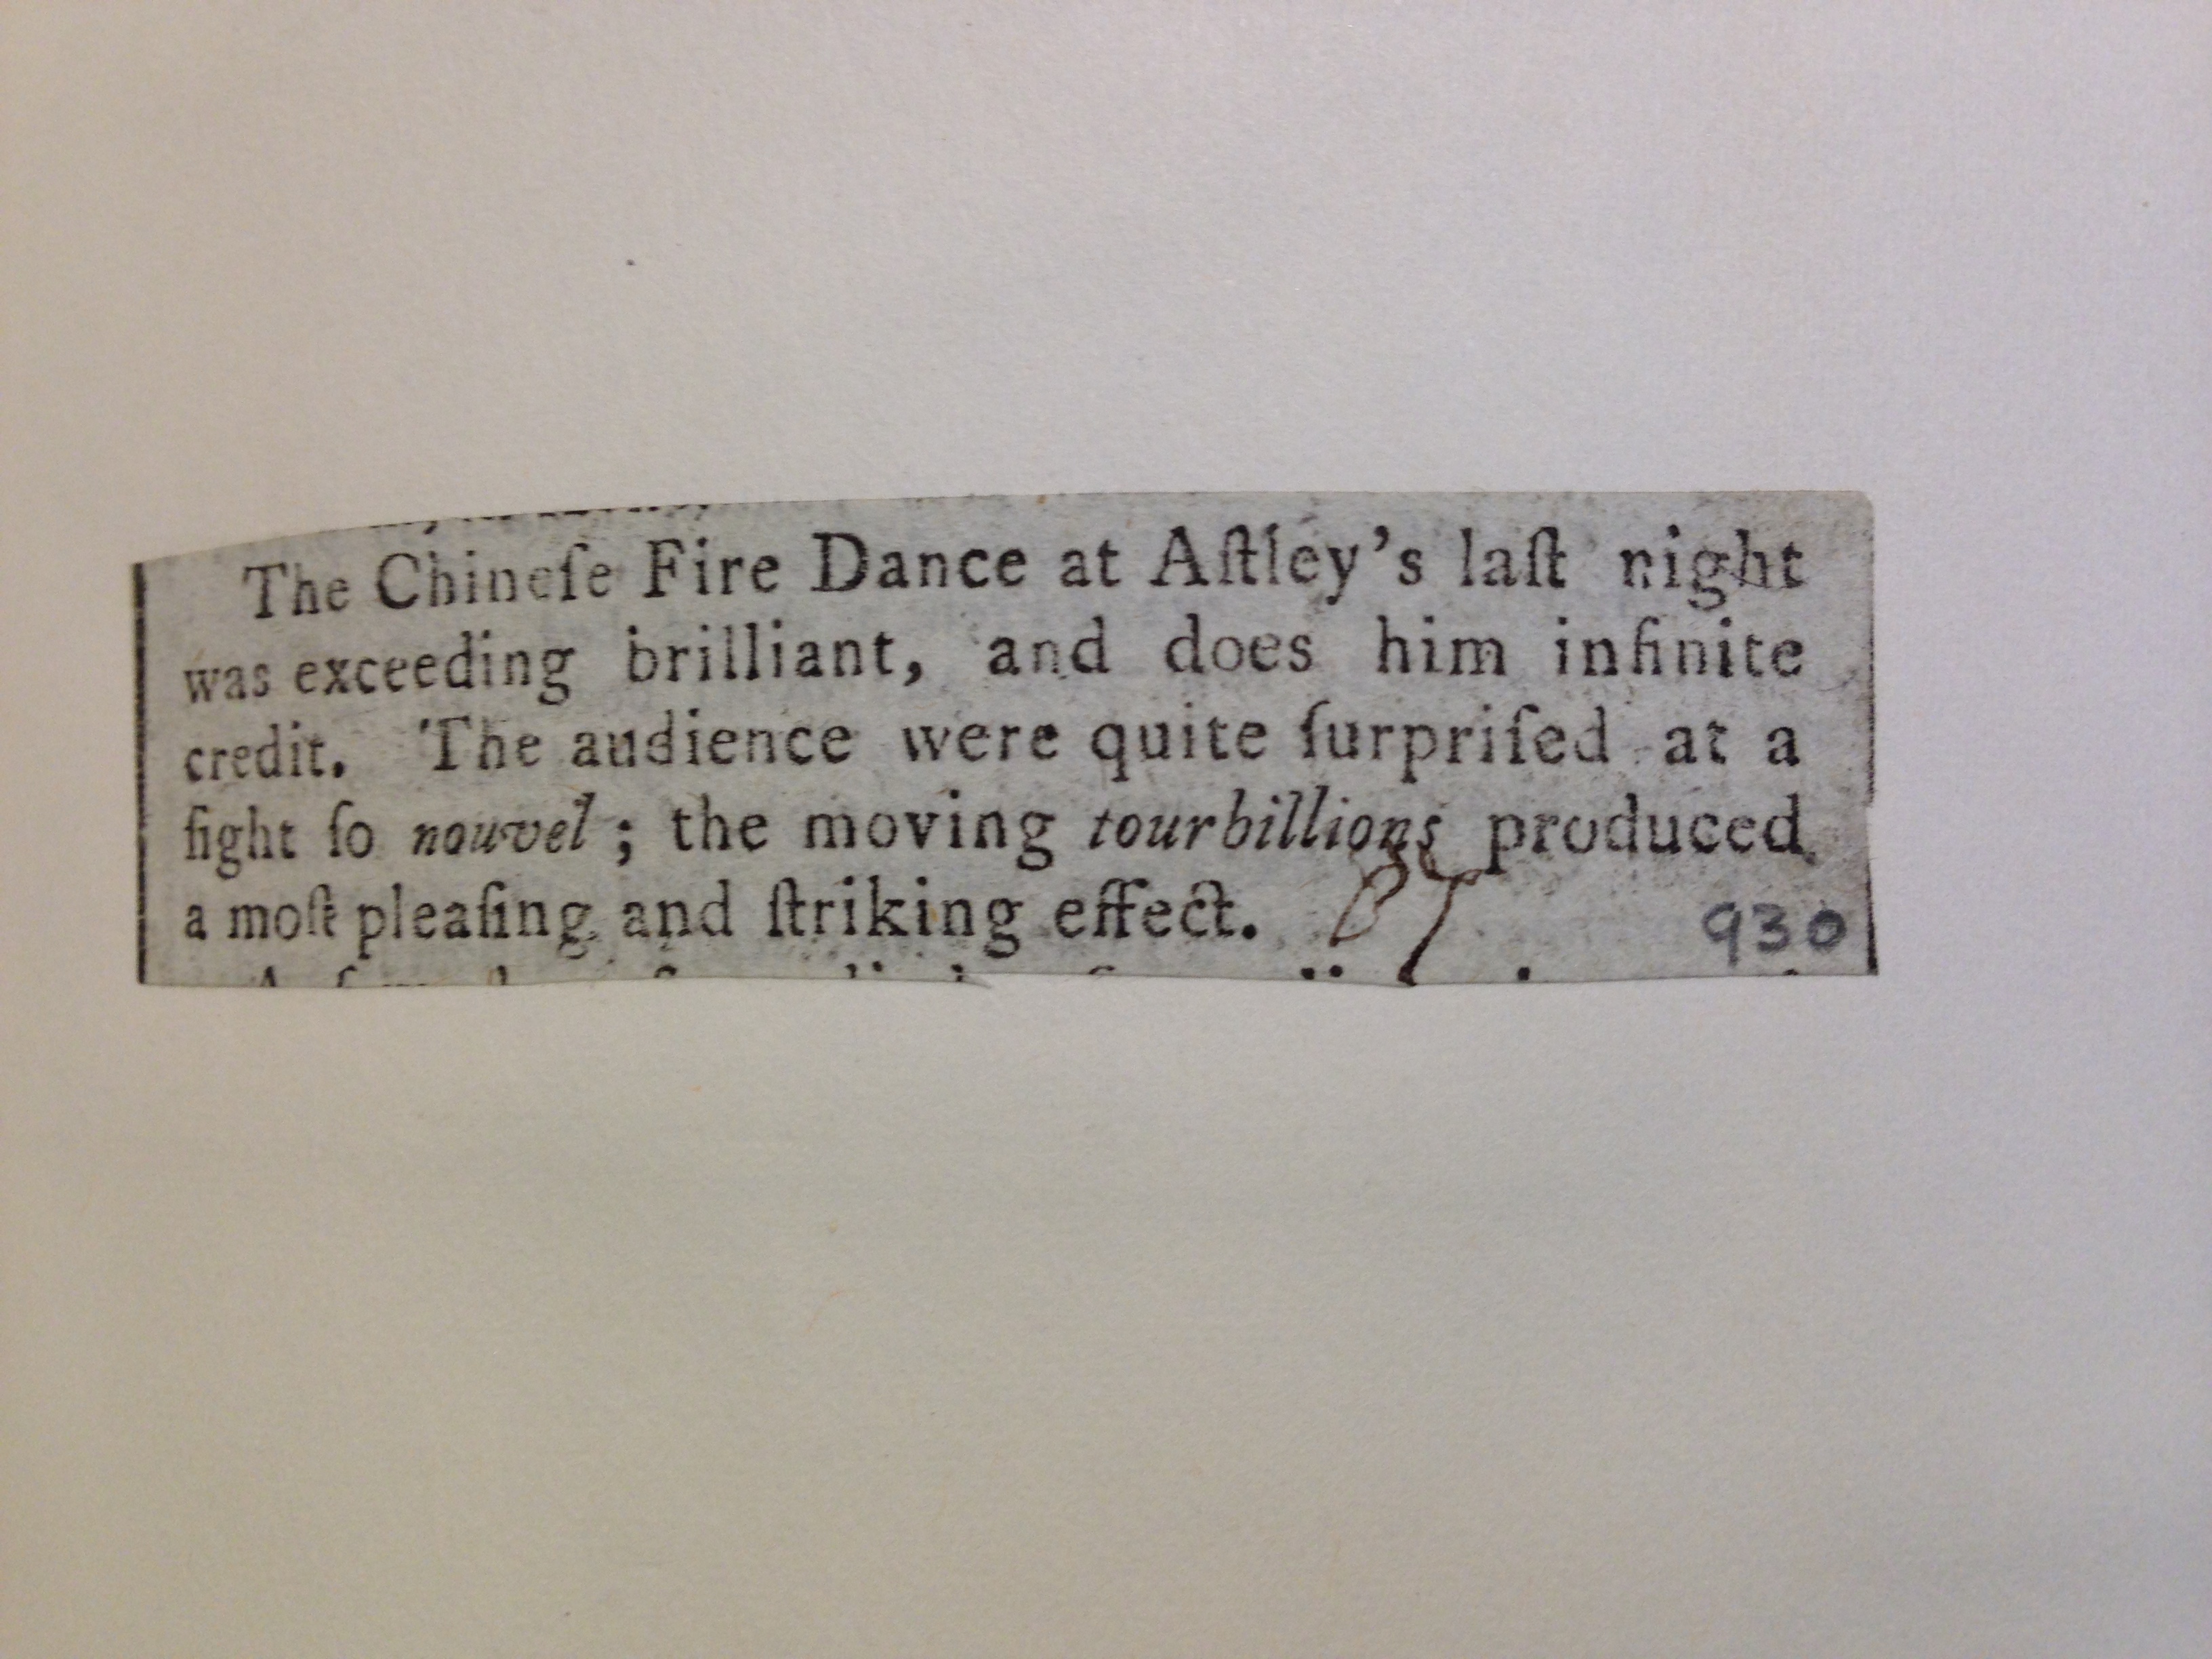 The Chineſe Fire Dance at Aſtley's laſt night
was exceeding brilliant, and does him infinite
credit. The audience were quite ſurpriſed at a
ſight ſo nouvel ; the moving tourbillions produced
a moſt pleaſing and ſtriking effect.
930